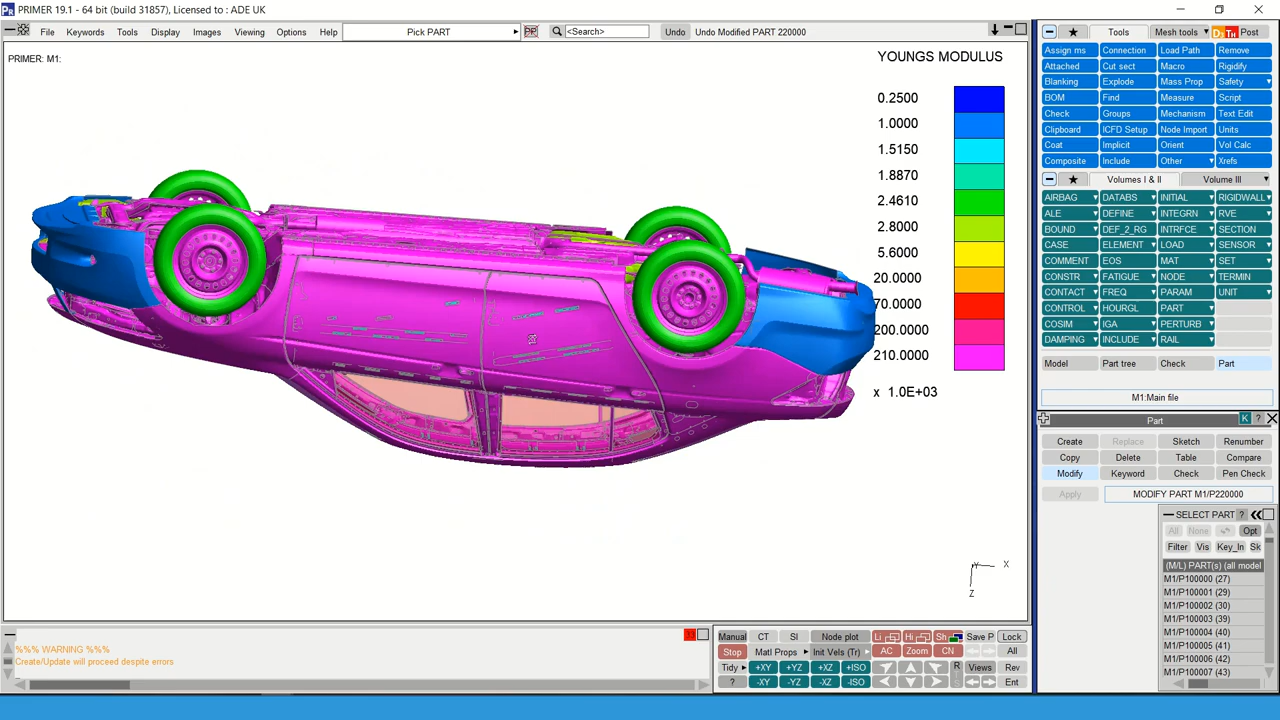 PRIMER 19.1 - 64 bit (build 31857), Licensed to : ADE UK
File Keywords Tools Display Images Viewing Options Help Pick PART <Search> Undo Undo Modified PART 220000
PRIMER: M1:
YOUNGS MODULUS
0.2500
1.0000
1.5150
1.8870
2.4610
2.8000
5.6000
20.0000
70.0000
200.0000
210.0000
x 1.0E+03
X
Y
Z
%%% WARNING %%%
Create/Update will proceed despite errors
Manual CT SI Node plot Li Hi Sh Save P Lock
Stop Matl Props Init Vels (Tr) AC Zoom CN All
Tidy +XY +YZ +XZ +ISO R Views Rev
? -XY -YZ -XZ -ISO Ent
Tools Mesh tools D3 TH Post
Assign ms Connection Load Path Remove
Attached Cut sect Macro Rigidify
Blanking Explode Mass Prop Safety
BOM Find Measure Script
Check Groups Mechanism Text Edit
Clipboard ICFD Setup Node Import Units
Coat Implicit Orient Vol Calc
Composite Include Other Xrefs
Volumes I & II Volume III
AIRBAG DATABS INITIAL RIGIDWALL
ALE DEFINE INTEGRN RVE
BOUND DEF_2_RG INTRFCE SECTION
CASE ELEMENT LOAD SENSOR
COMMENT EOS MAT SET
CONSTR FATIGUE NODE TERMIN
CONTACT FREQ PARAM UNIT
CONTROL HOURGL PART
COSIM IGA PERTURB
DAMPING INCLUDE RAIL
Model Part tree Check Part
M1:Main file
Part K ?
Create Replace Sketch Renumber
Copy Delete Table Compare
Modify Keyword Check Pen Check
Apply MODIFY PART M1/P220000
SELECT PART ?
All None Opt
Filter Vis Key_In Sk
(M/L) PART(s) (all model
M1/P100000 (27)
M1/P100001 (29)
M1/P100002 (30)
M1/P100003 (39)
M1/P100004 (40)
M1/P100005 (41)
M1/P100006 (42)
M1/P100007 (43)